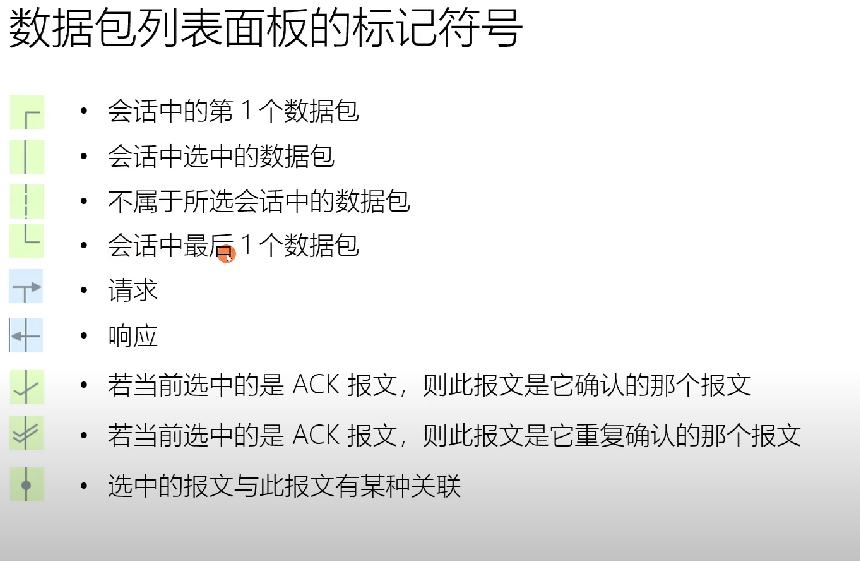 数据包列表面板的标记符号
• 会话中的第 1 个数据包
• 会话中选中的数据包
• 不属于所选会话中的数据包
• 会话中最后 1 个数据包
• 请求
• 响应
• 若当前选中的是 ACK 报文，则此报文是它确认的那个报文
• 若当前选中的是 ACK 报文，则此报文是它重复确认的那个报文
• 选中的报文与此报文有某种关联